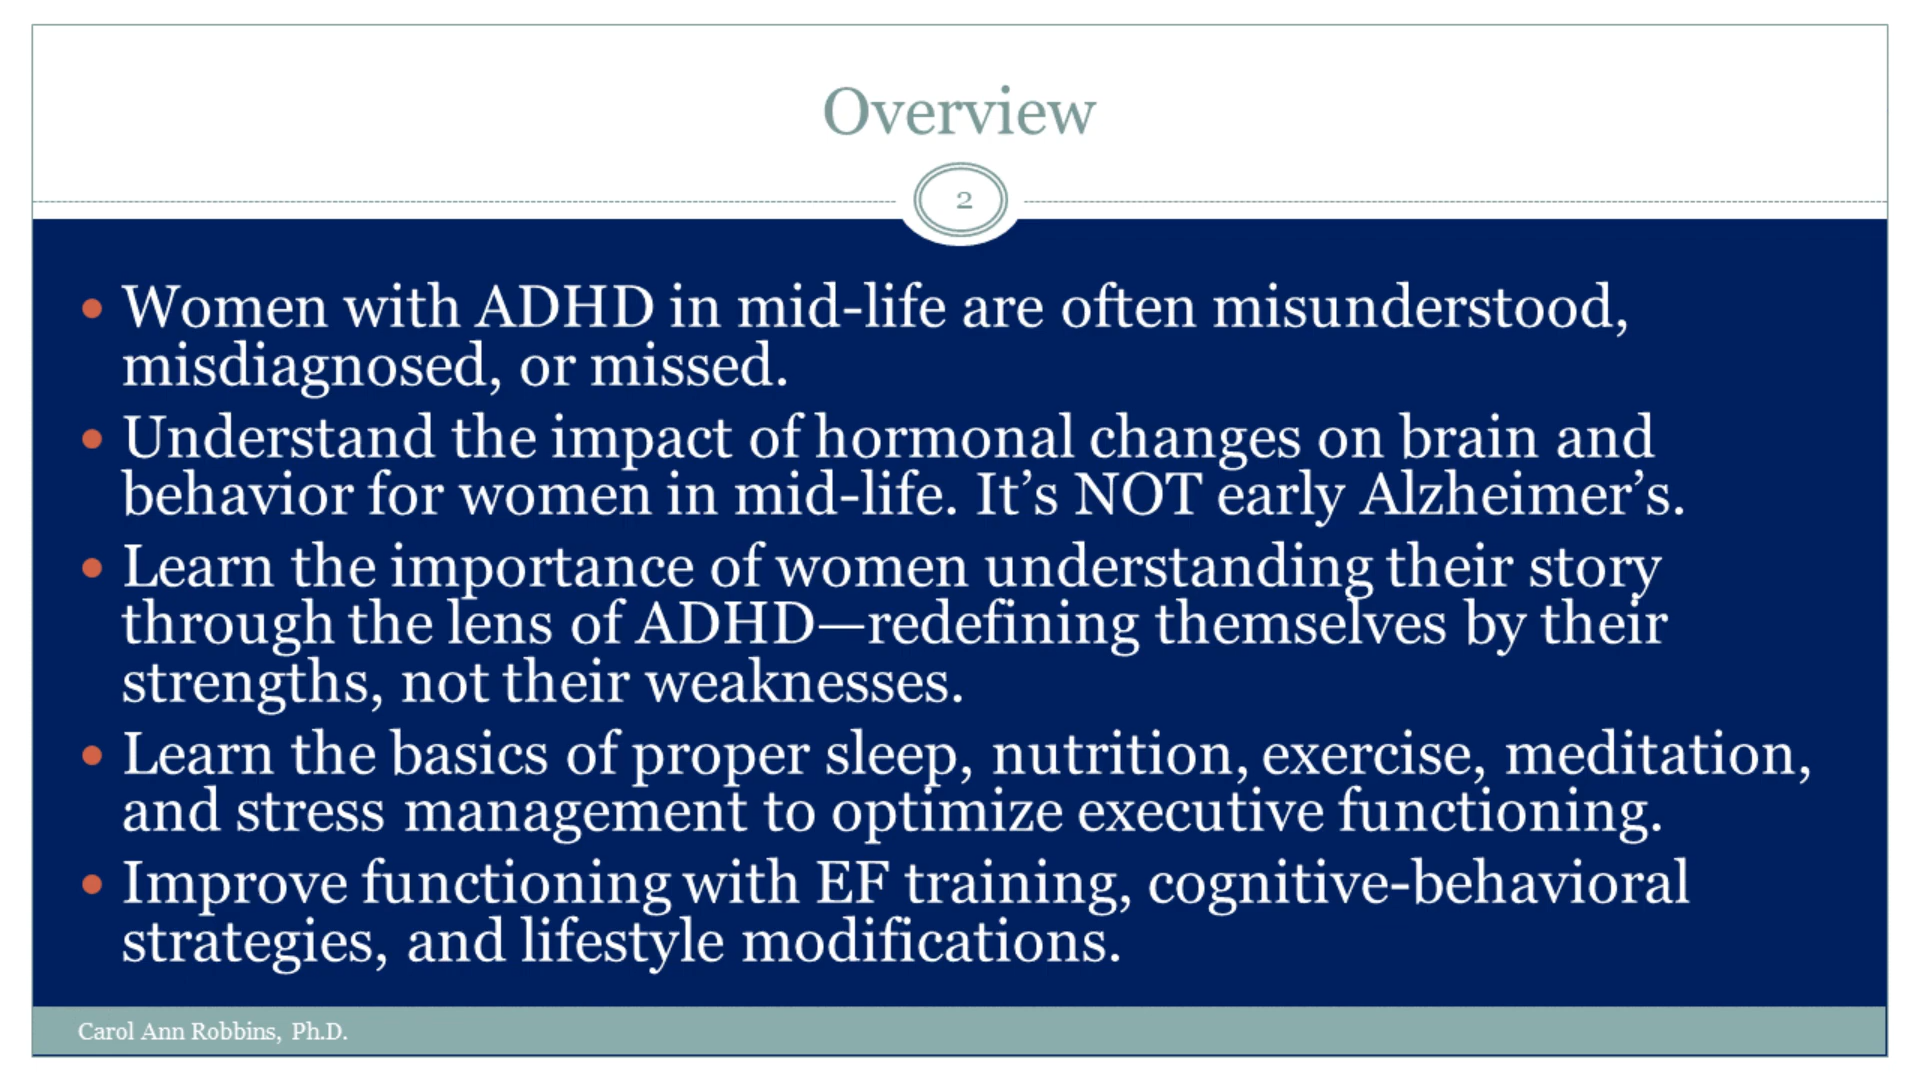 Overview
2
• Women with ADHD in mid-life are often misunderstood,
misdiagnosed, or missed.
• Understand the impact of hormonal changes on brain and
behavior for women in mid-life. It’s NOT early Alzheimer’s.
• Learn the importance of women understanding their story
through the lens of ADHD—redefining themselves by their
strengths, not their weaknesses.
• Learn the basics of proper sleep, nutrition, exercise, meditation,
and stress management to optimize executive functioning.
• Improve functioning with EF training, cognitive-behavioral
strategies, and lifestyle modifications.
Carol Ann Robbins, Ph.D.